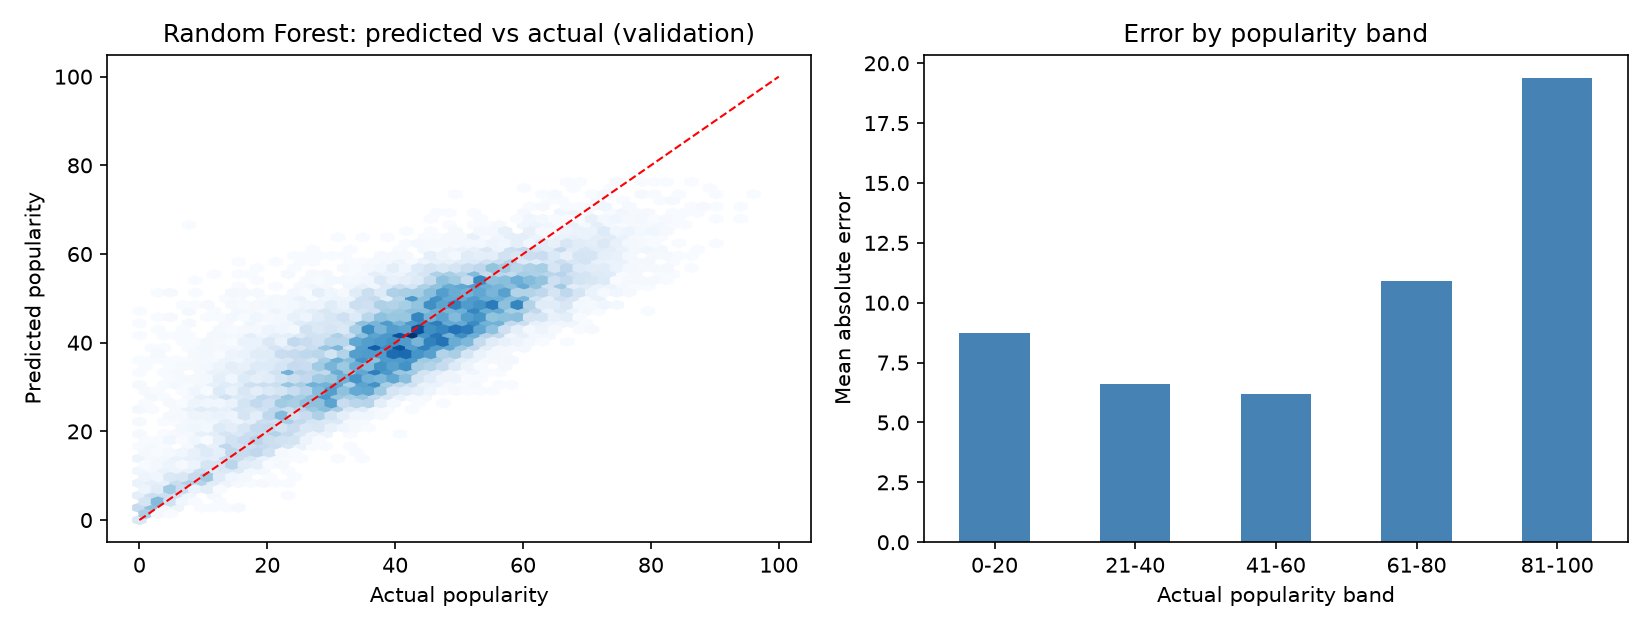 Random Forest: predicted vs actual (validation)
100
80
60
40
20
0
Predicted popularity
0 20 40 60 80 100
Actual popularity
Error by popularity band
20.0
17.5
15.0
12.5
10.0
7.5
5.0
2.5
0.0
Mean absolute error
0-20 21-40 41-60 61-80 81-100
Actual popularity band